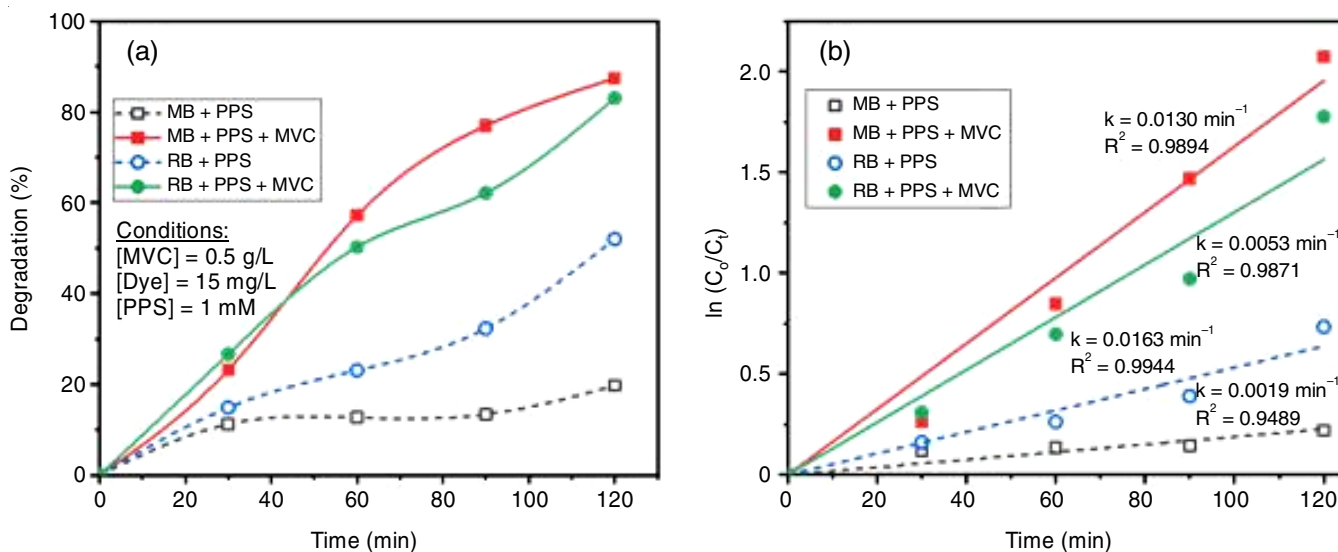 (a)
100
80
60
40
20
0
Degradation (%)
MB + PPS
MB + PPS + MVC
RB + PPS
RB + PPS + MVC
Conditions:
[MVC] = 0.5 g/L
[Dye] = 15 mg/L
[PPS] = 1 mM
0 20 40 60 80 100 120
Time (min)
(b)
2.0
1.5
1.0
0.5
0
ln (C₀/Cₜ)
MB + PPS
MB + PPS + MVC
RB + PPS
RB + PPS + MVC
k = 0.0130 min⁻¹
R² = 0.9894
k = 0.0053 min⁻¹
R² = 0.9871
k = 0.0163 min⁻¹
R² = 0.9944
k = 0.0019 min⁻¹
R² = 0.9489
0 20 40 60 80 100 120
Time (min)